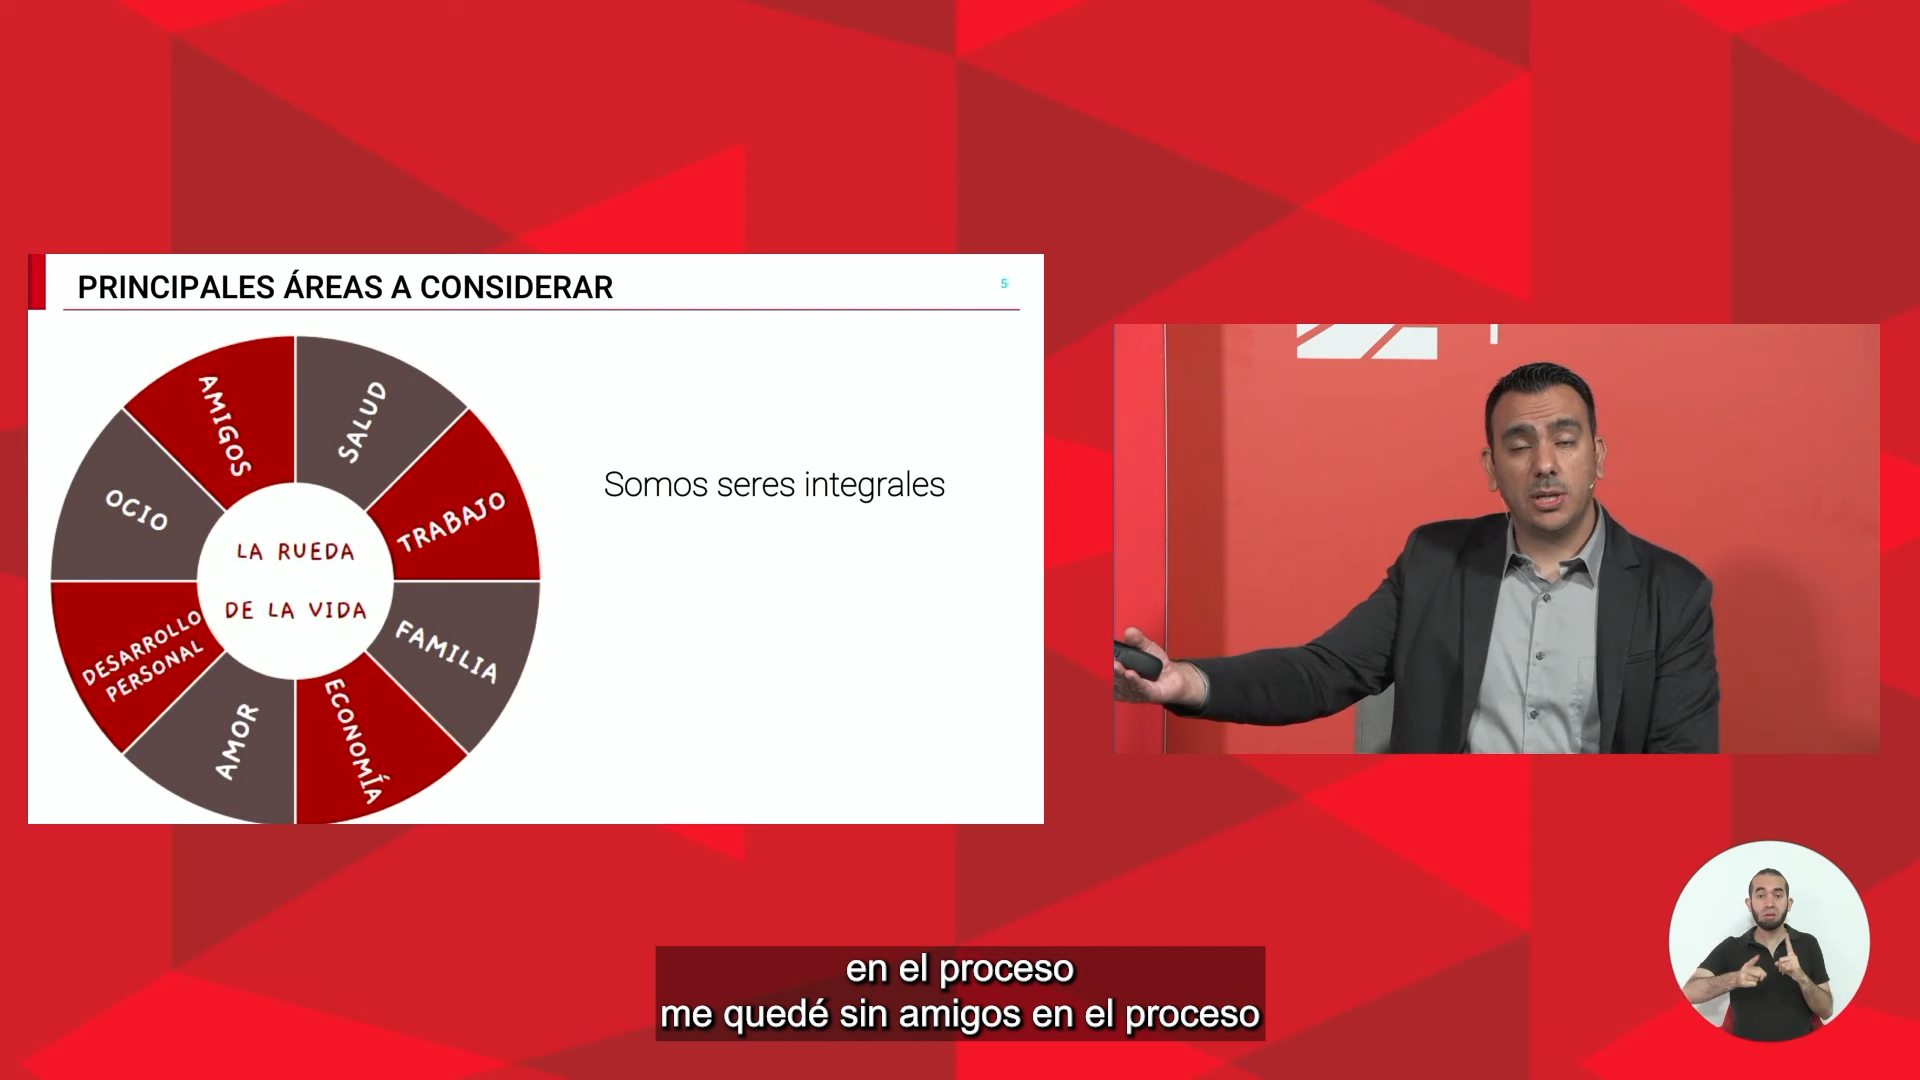 PRINCIPALES ÁREAS A CONSIDERAR
5
AMIGOS
SALUD
OCIO
TRABAJO
LA RUEDA
DE LA VIDA
DESARROLLO
PERSONAL
FAMILIA
AMOR
ECONOMÍA
Somos seres integrales
en el proceso
me quedé sin amigos en el proceso